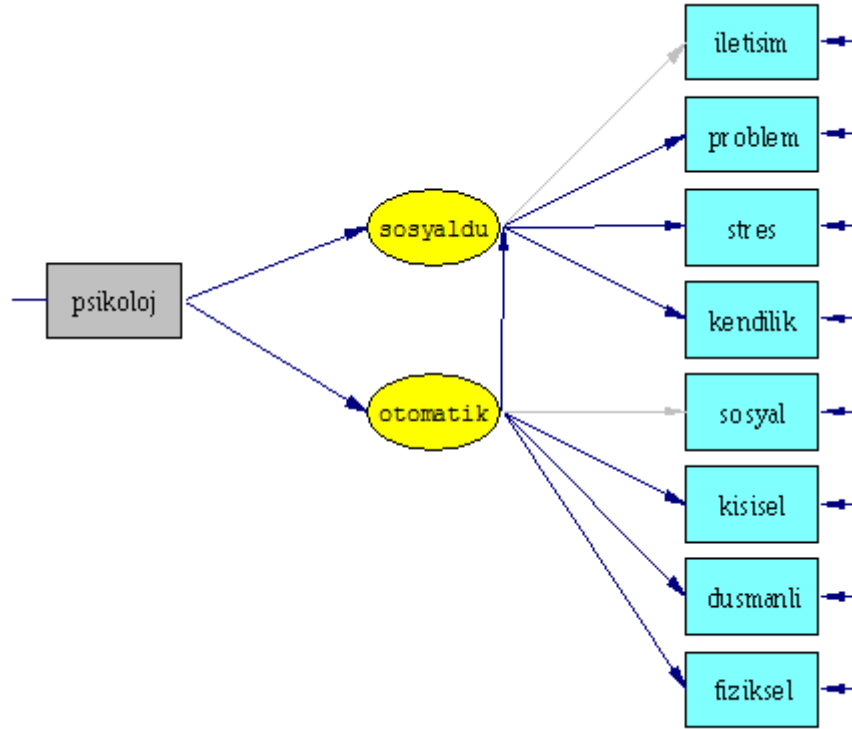 iletisim
problem
sosyaldu
stres
psikoloj
kendilik
otomatik
sosyal
kisisel
dusmanli
fiziksel